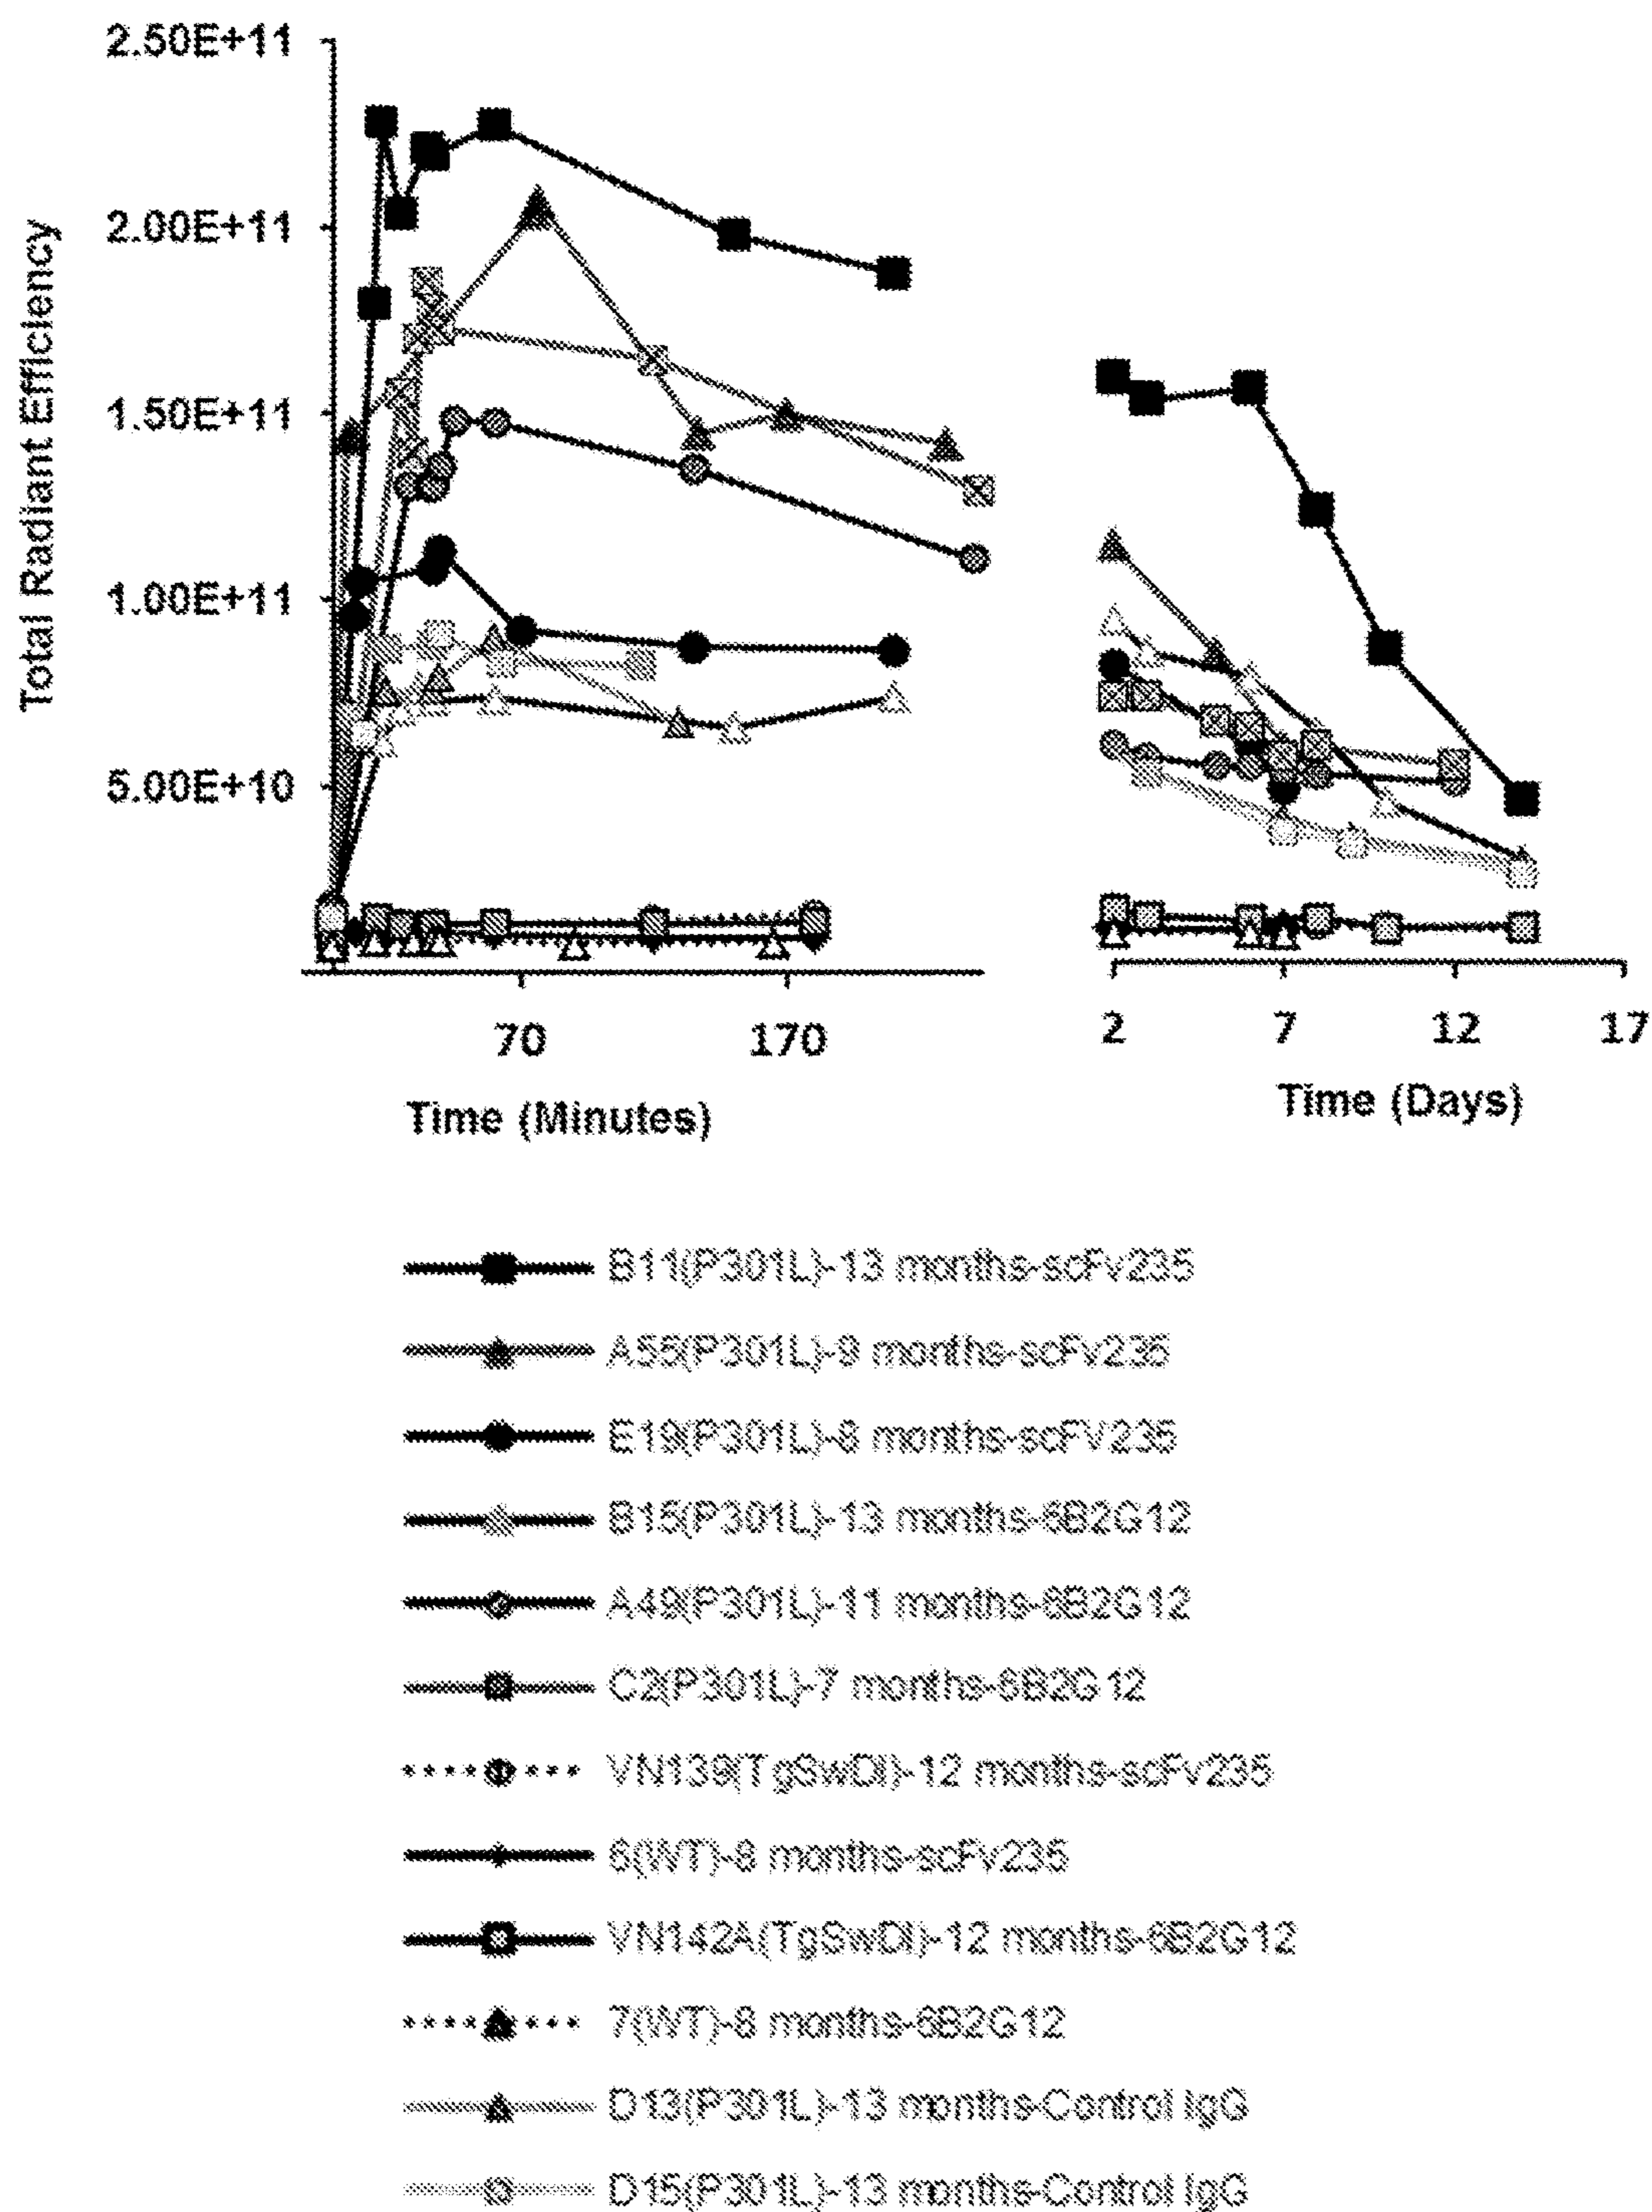 2.50E+11
2.00E+11
1.50E+11
1.00E+11
5.00E+10
Total Radiant Efficiency
70 170
Time (Minutes)
2 7 12 17
Time (Days)
B11(P301L)-13 months-scFv235
A55(P301L)-9 months-scFv235
E19(P301L)-8 months-scFV235
B15(P301L)-13 months-6B2G12
A49(P301L)-11 months-6B2G12
C2(P301L)-7 months-6B2G12
VN139(TgSwDI)-12 months-scFv235
6(WT)-8 months-scFv235
VN142A(TgSwDI)-12 months-6B2G12
7(WT)-8 months-6B2G12
D13(P301L)-13 months-Control IgG
D15(P301L)-13 months-Control IgG